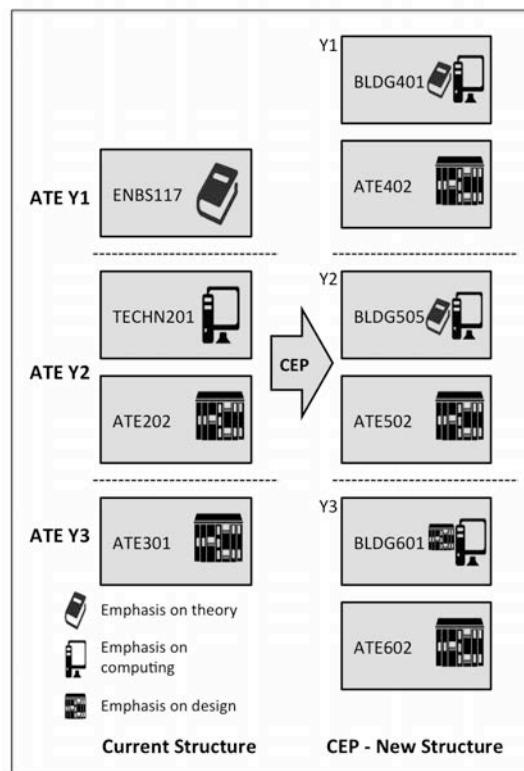 Y1
BLDG401
ATE Y1
ENBS117
ATE402
Y2
TECHN201
BLDG505
ATE Y2
CEP
ATE202
ATE502
Y3
ATE Y3
ATE301
BLDG601
Emphasis on theory
Emphasis on
computing
ATE602
Emphasis on design
Current Structure
CEP - New Structure